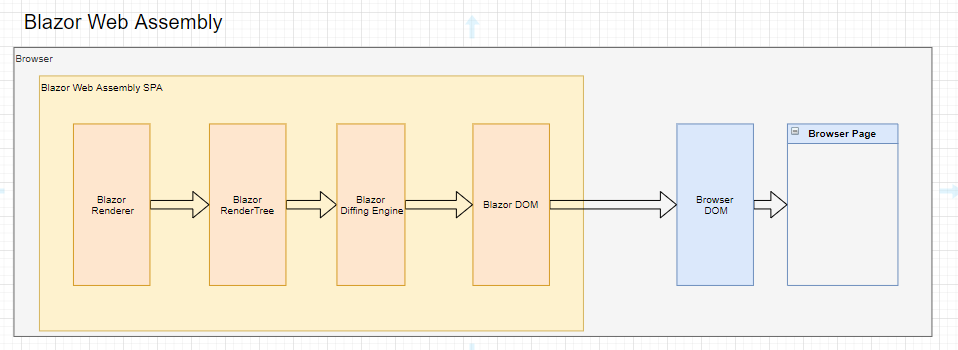 Blazor Web Assembly
Browser
Blazor Web Assembly SPA
Blazor
Renderer
Blazor
RenderTree
Blazor
Diffing Engine
Blazor DOM
Browser
DOM
Browser Page